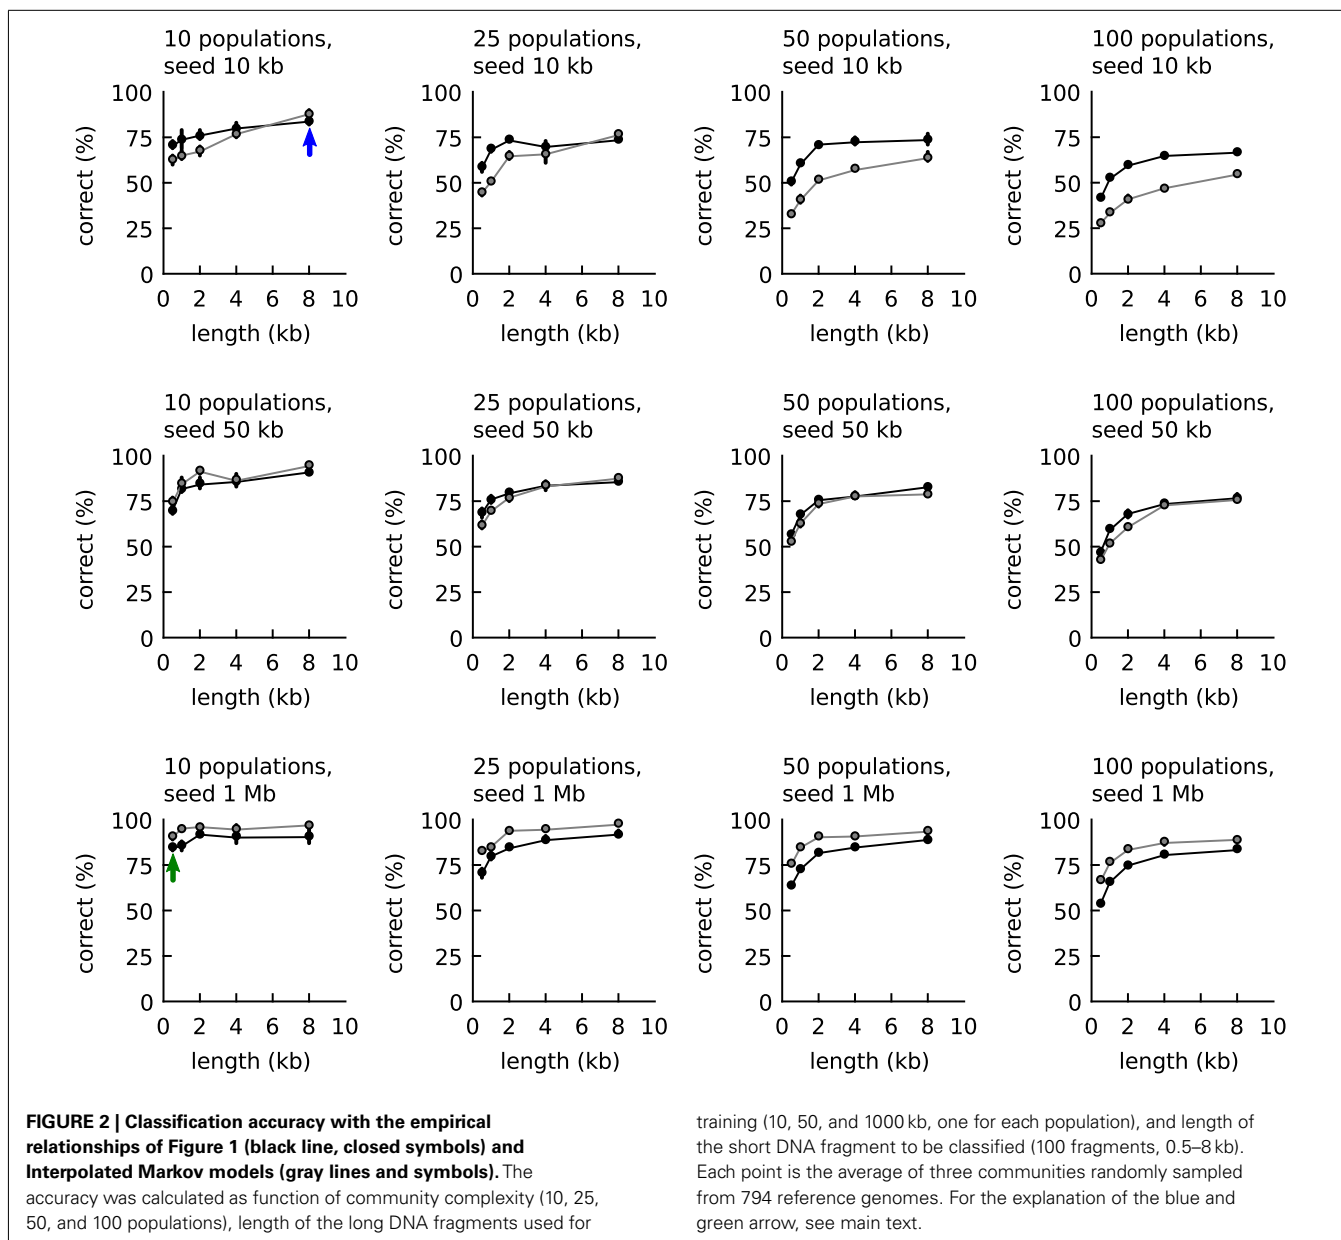 10 populations,
seed 10 kb
100
75
50
25
0
correct (%)
0 2 4 6 8 10
length (kb)
25 populations,
seed 10 kb
100
75
50
25
0
correct (%)
0 2 4 6 8 10
length (kb)
50 populations,
seed 10 kb
100
75
50
25
0
correct (%)
0 2 4 6 8 10
length (kb)
100 populations,
seed 10 kb
100
75
50
25
0
correct (%)
0 2 4 6 8 10
length (kb)
10 populations,
seed 50 kb
100
75
50
25
0
correct (%)
0 2 4 6 8 10
length (kb)
25 populations,
seed 50 kb
100
75
50
25
0
correct (%)
0 2 4 6 8 10
length (kb)
50 populations,
seed 50 kb
100
75
50
25
0
correct (%)
0 2 4 6 8 10
length (kb)
100 populations,
seed 50 kb
100
75
50
25
0
correct (%)
0 2 4 6 8 10
length (kb)
10 populations,
seed 1 Mb
100
75
50
25
0
correct (%)
0 2 4 6 8 10
length (kb)
25 populations,
seed 1 Mb
100
75
50
25
0
correct (%)
0 2 4 6 8 10
length (kb)
50 populations,
seed 1 Mb
100
75
50
25
0
correct (%)
0 2 4 6 8 10
length (kb)
100 populations,
seed 1 Mb
100
75
50
25
0
correct (%)
0 2 4 6 8 10
length (kb)
FIGURE 2 | Classification accuracy with the empirical
relationships of Figure 1 (black line, closed symbols) and
Interpolated Markov models (gray lines and symbols). The
accuracy was calculated as function of community complexity (10, 25,
50, and 100 populations), length of the long DNA fragments used for
training (10, 50, and 1000 kb, one for each population), and length of
the short DNA fragment to be classified (100 fragments, 0.5–8 kb).
Each point is the average of three communities randomly sampled
from 794 reference genomes. For the explanation of the blue and
green arrow, see main text.